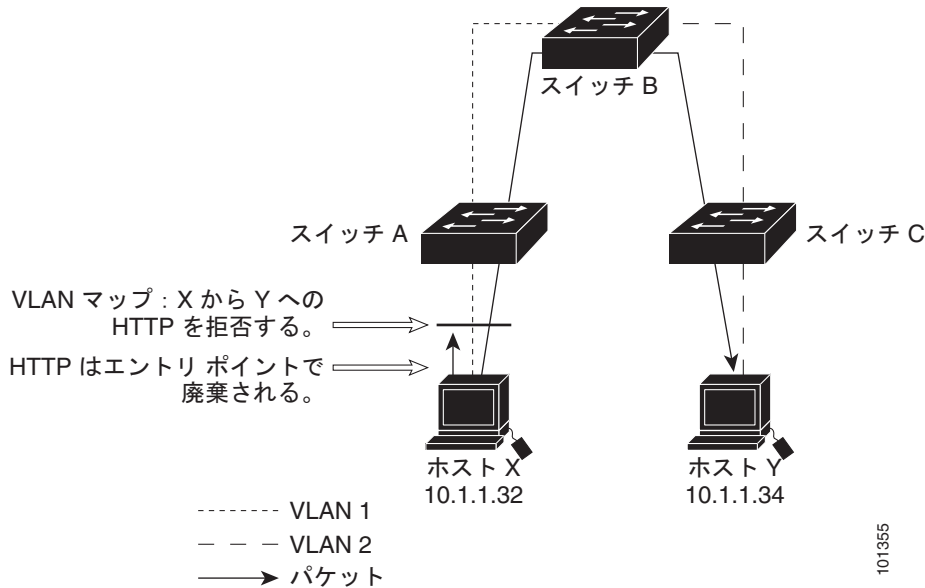 スイッチ B
スイッチ A
スイッチ C
VLAN マップ：X から Y への
HTTP を拒否する。
HTTP はエントリ ポイントで
廃棄される。
ホスト X
10.1.1.32
ホスト Y
10.1.1.34
VLAN 1
VLAN 2
パケット
101355